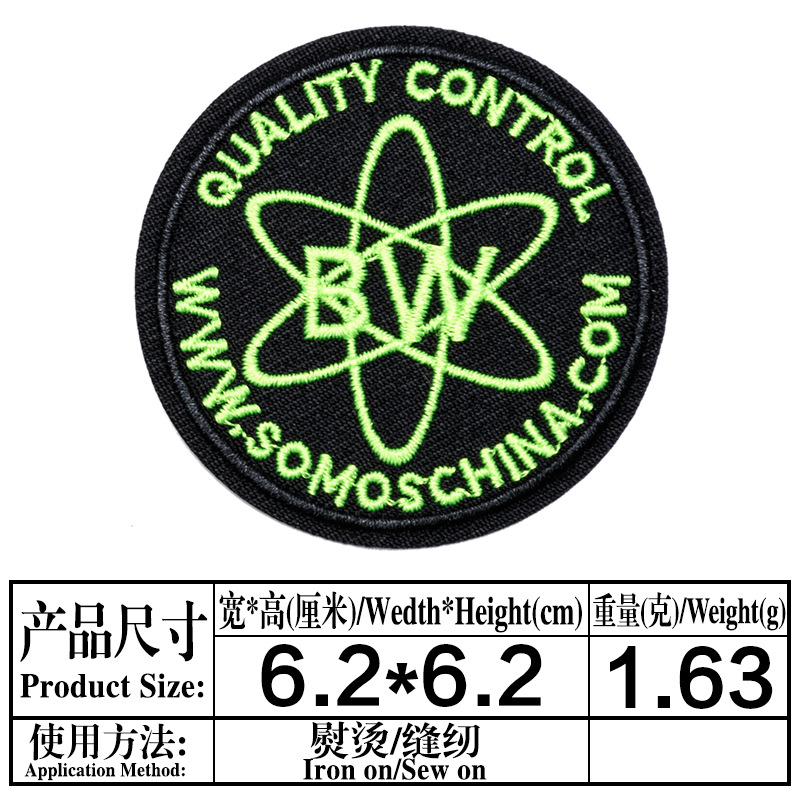 QUALITY CONTROL
BW
WWW.SOMOSCHINA.COM
产品尺寸
Product Size:
宽*高(厘米)/Wedth*Height(cm)
6.2*6.2
重量(克)/Weight(g)
1.63
使用方法:
Application Method:
熨烫/缝纫
Iron on/Sew on